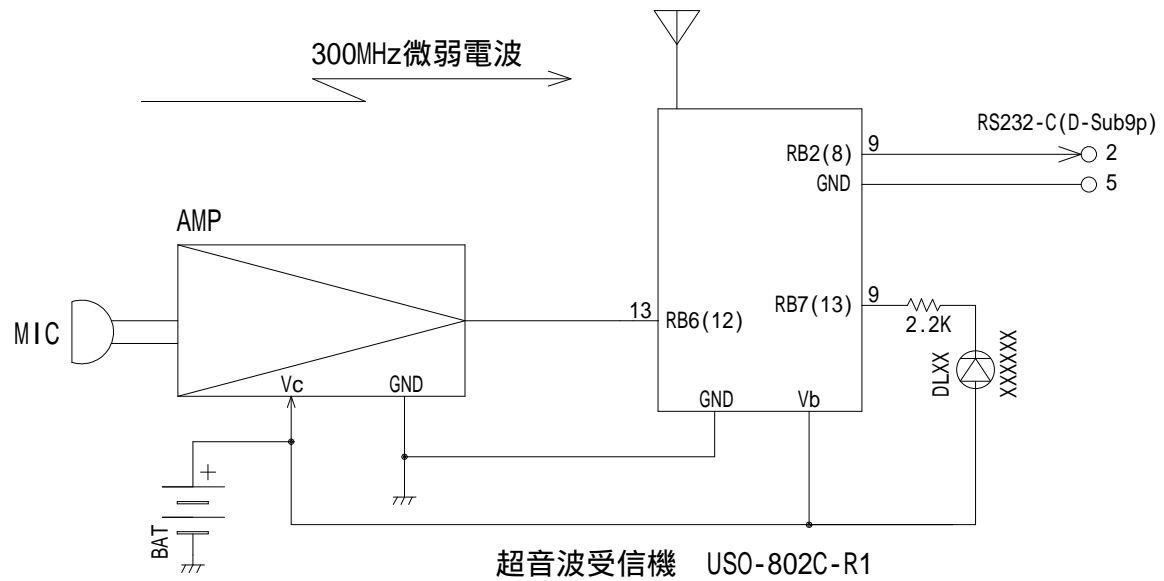 300MHz微弱電波
RS232-C(D-Sub9p)
RB2(8)
9
2
GND
5
AMP
MIC
13
RB6(12)
RB7(13)
9
2.2K
DLXX
XXXXXX
Vc
GND
GND
Vb
+
BAT
超音波受信機 USO-802C-R1